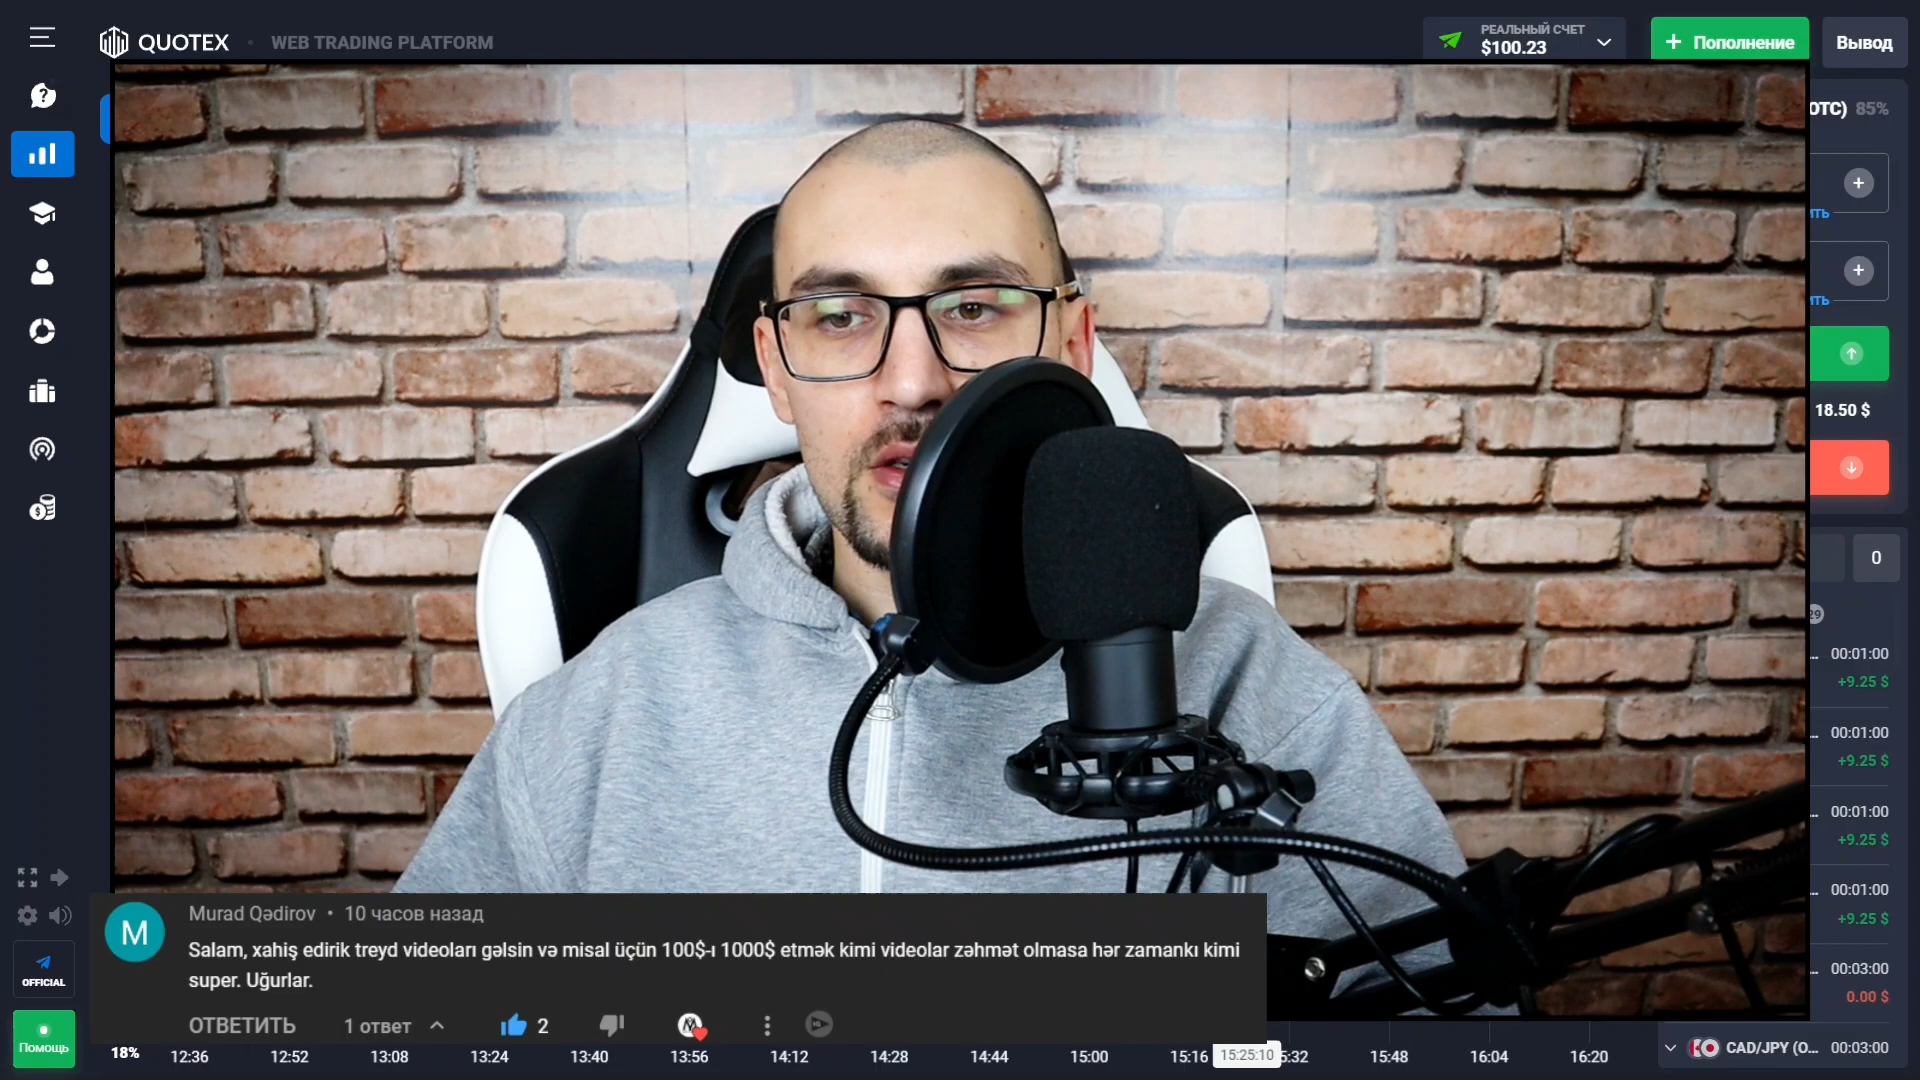 QUOTEX • WEB TRADING PLATFORM
РЕАЛЬНЫЙ СЧЕТ
$100.23
+ Пополнение
Вывод
OTC) 85%
18.50 $
0
29
00:01:00
+9.25 $
00:01:00
+9.25 $
00:01:00
+9.25 $
00:01:00
+9.25 $
00:03:00
0.00 $
CAD/JPY (O... 00:03:00
OFFICIAL
Помощь
M
Murad Qədirov • 10 часов назад
Salam, xahiş edirik treyd videoları gəlsin və misal üçün 100$-ı 1000$ etmək kimi videolar zəhmət olmasa hər zamankı kimi
super. Uğurlar.
ОТВЕТИТЬ 1 ответ 2
18% 12:36 12:52 13:08 13:24 13:40 13:56 14:12 14:28 14:44 15:00 15:16 15:25:10 5:32 15:48 16:04 16:20